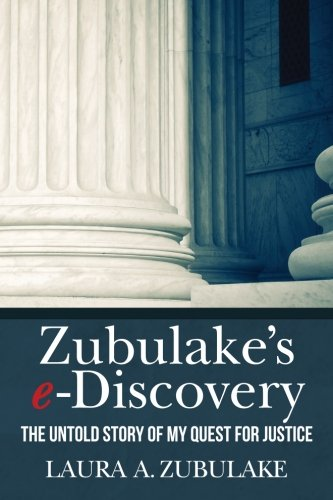 Zubulake's
e-Discovery
THE UNTOLD STORY OF MY QUEST FOR JUSTICE
LAURA A. ZUBULAKE